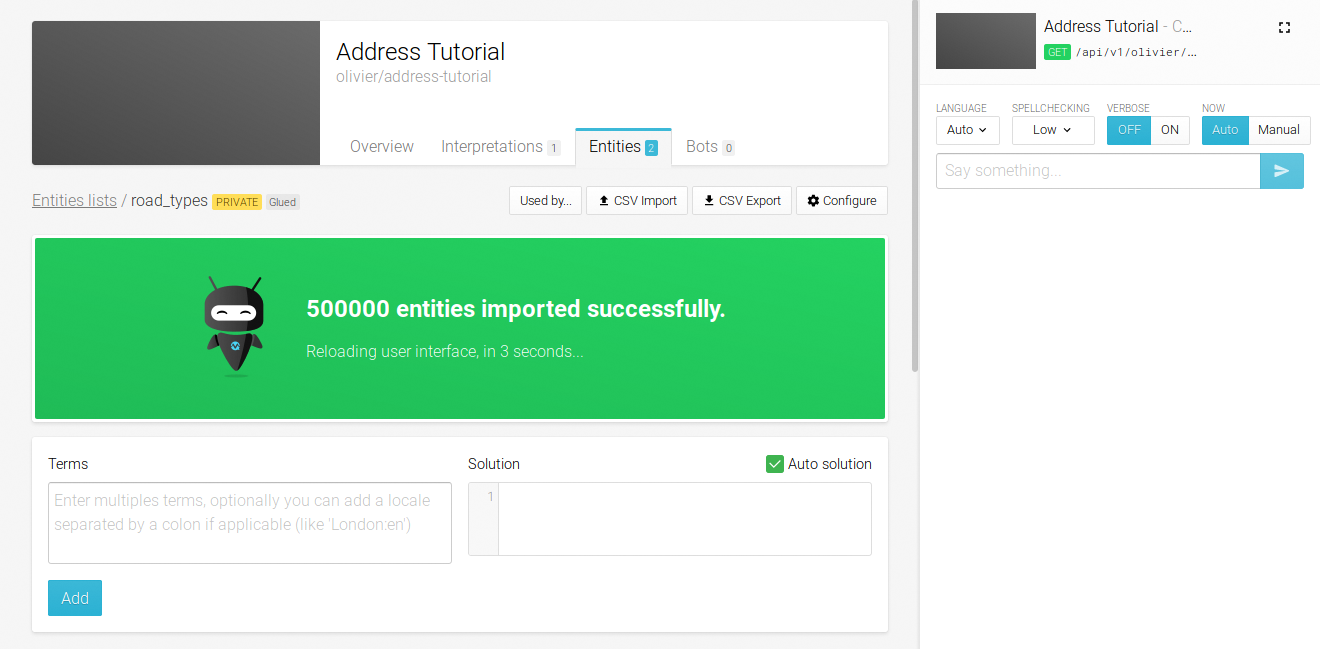 Address Tutorial
olivier/address-tutorial
Overview Interpretations 1 Entities 2 Bots 0
Entities lists / road_types PRIVATE Glued Used by... CSV Import CSV Export Configure
500000 entities imported successfully.
Reloading user interface, in 3 seconds...
Terms Solution Auto solution
Enter multiples terms, optionally you can add a locale
separated by a colon if applicable (like 'London:en')
1
Add
Address Tutorial - C...
GET /api/v1/olivier/...
LANGUAGE SPELLCHECKING VERBOSE NOW
Auto Low OFF ON Auto Manual
Say something...